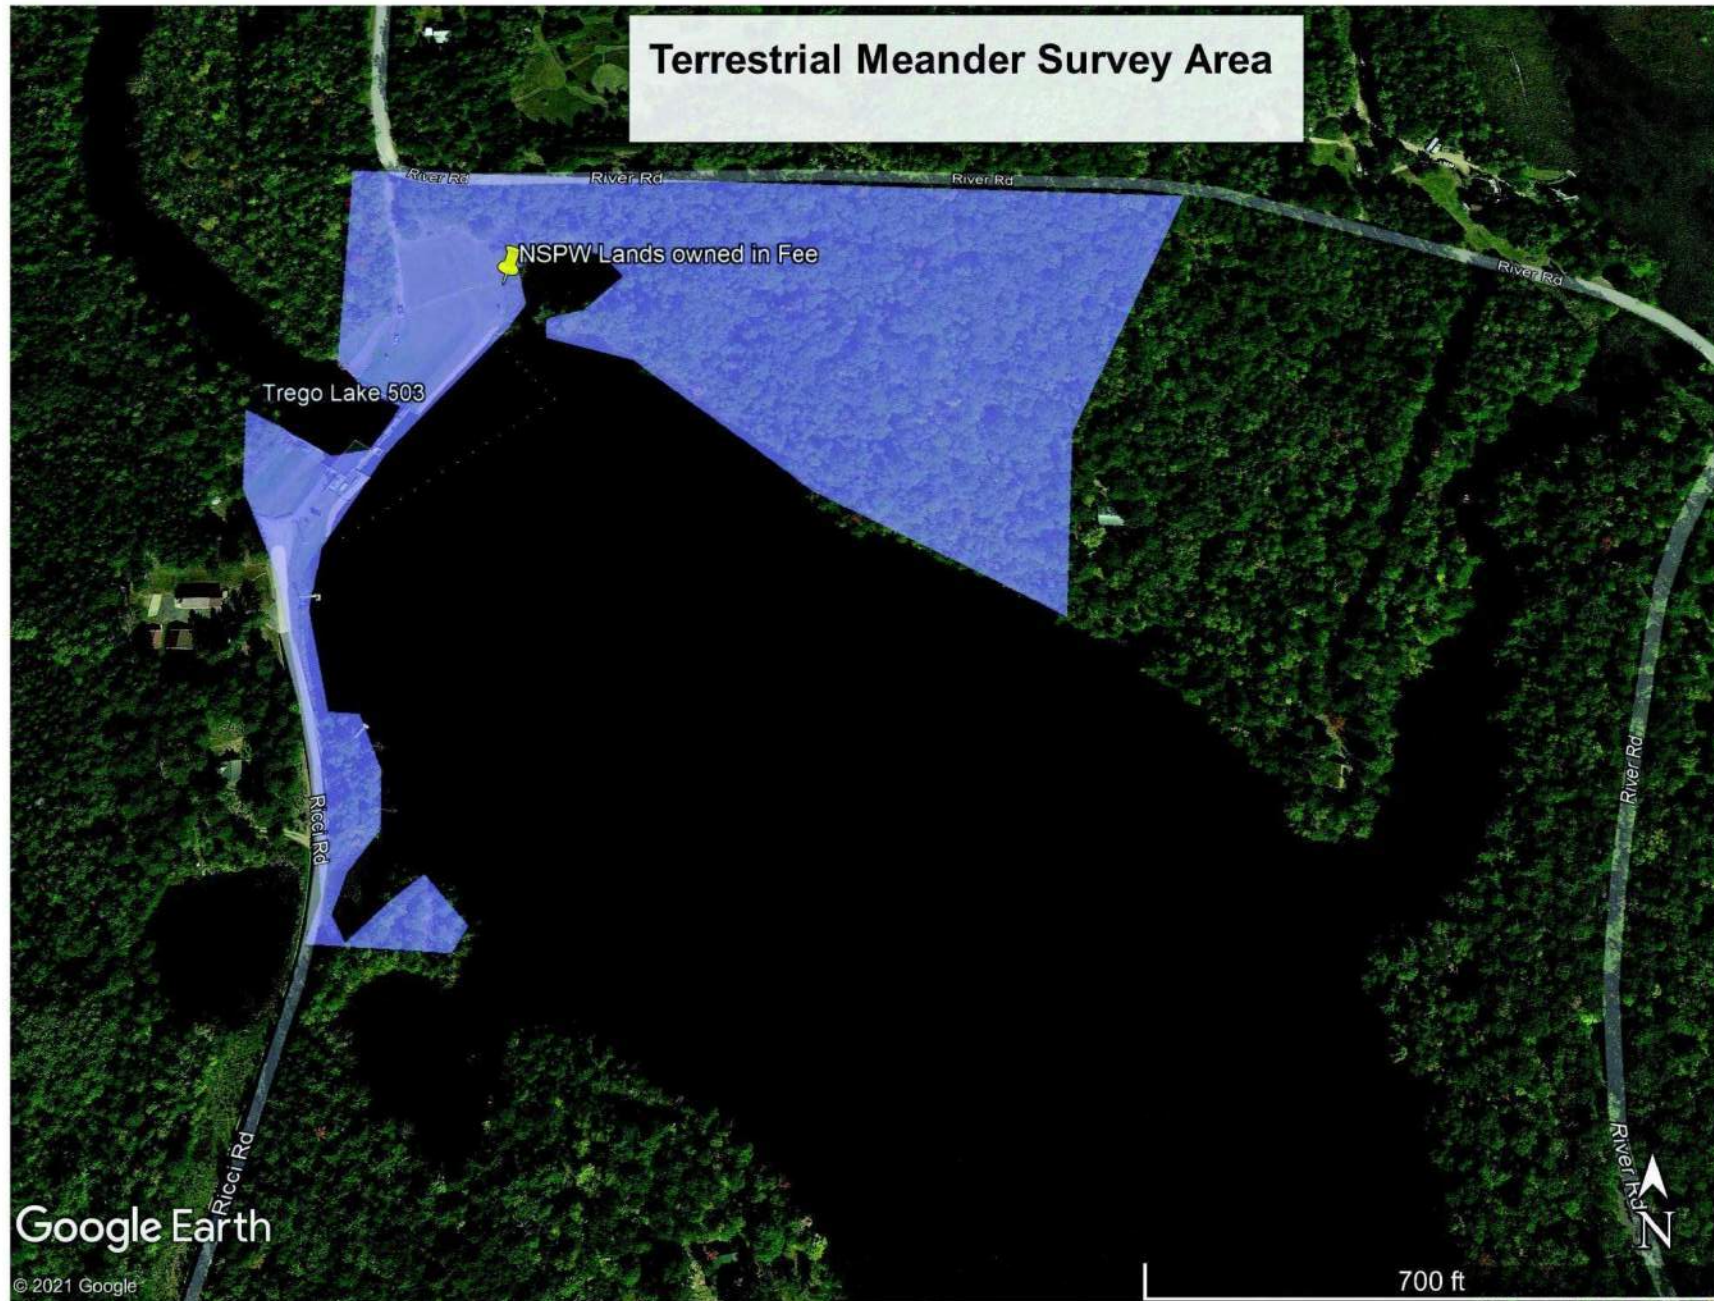 Terrestrial Meander Survey Area
River Rd
River Rd
River Rd
NSPW Lands owned in Fee
River Rd
Trego Lake 503
River Rd
Ricci Rd
Ricci Rd
River Rd
N
Google Earth
700 ft
© 2021 Google